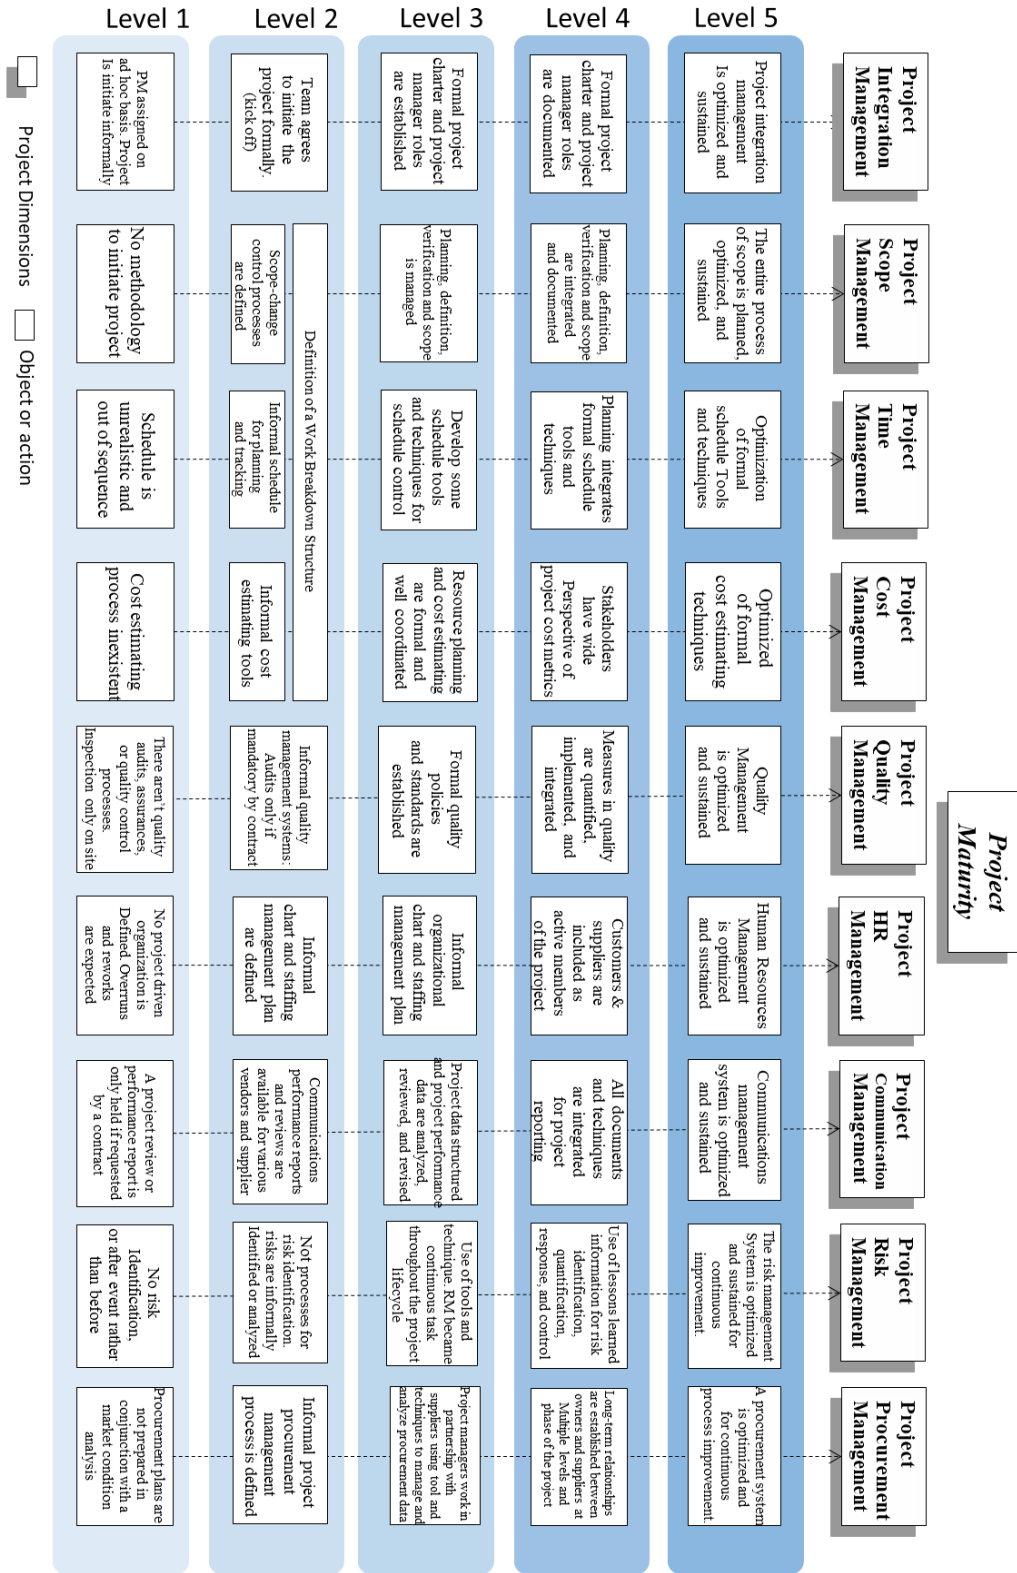 Level 1
Level 2
Level 3
Level 4
Level 5
Project
Maturity
Project
Integration
Management
Project integration
management
Is optimized and
sustained
Formal project
charter and project
manager roles
are documented
Formal project
charter and project
manager roles
are established
Team agrees
to initiate the
project formally.
(kick off)
PM assigned on
ad hoc basis. Project
Is initiate informally
Project
Scope
Management
The entire process
of scope is planned,
optimized, and
sustained
Planning, definition,
verification and scope
are integrated
and documented
Planning, definition,
verification and scope
is managed
Definition of a Work Breakdown Structure
Scope-change
control processes
are defined
No methodology
to initiate project
Project
Time
Management
Optimization
of formal
schedule Tools
and techniques
Planning integrates
formal schedule
tools and
techniques
Develop some
schedule tools
and techniques for
schedule control
Informal schedule
for planning
and tracking
Schedule is
unrealistic and
out of sequence
Project
Cost
Management
Optimized
of formal
cost estimating
techniques
Stakeholders
have wide
Perspective of
project cost metrics
Resource planning
and cost estimating
are formal and
well coordinated
Informal cost
estimating tools
Cost estimating
process inexistent
Project
Quality
Management
Quality
Management
is optimized
and sustained
Measures in quality
are quantified,
implemented, and
integrated
Formal quality
policies
and standards are
established
Informal quality
management systems:
Audits only if
mandatory by contract
There aren't quality
audits, assurances,
or quality control
processes.
Inspection only on site
Project
HR
Management
Human Resources
Management
is optimized
and sustained
Customers &
suppliers are
included as
active members
of the project
Informal
organizational
chart and staffing
management plan
Informal
chart and staffing
management plan
are defined
No project driven
organization is
Defined. Overruns
and reworks
are expected
Project
Communication
Management
Communications
management
system is optimized
and sustained
All documents
and techniques
are integrated
for project
reporting
Project data structured
and project performance
data are analyzed,
reviewed, and revised
Communications
performance reports
and reviews are
available for various
vendors and supplier
A project review or
performance report is
only held if requested
by a contract
Project
Risk
Management
The risk management
System is optimized
and sustained for
continuous
improvement.
Use of lessons learned
information for risk
identification,
quantification,
response, and control
Use of tools and
technique. RM became
continuous task
throughout the project
lifecycle
Not processes for
risk identification.
risks are informally
Identified or analyzed
No risk
Identification,
or after event rather
than before
Project
Procurement
Management
A procurement system
is optimized and
for continuous
process improvement.
Long-term relationships
are established between
owners and suppliers at
Multiple levels and
phase of the project
Project managers work in
partnership with
suppliers using tool and
techniques to manage and
analyze procurement data
Informal project
procurement
management
process is defined
Procurement plans are
not prepared in
conjunction with a
market condition
analysis
Project Dimensions
Object or action